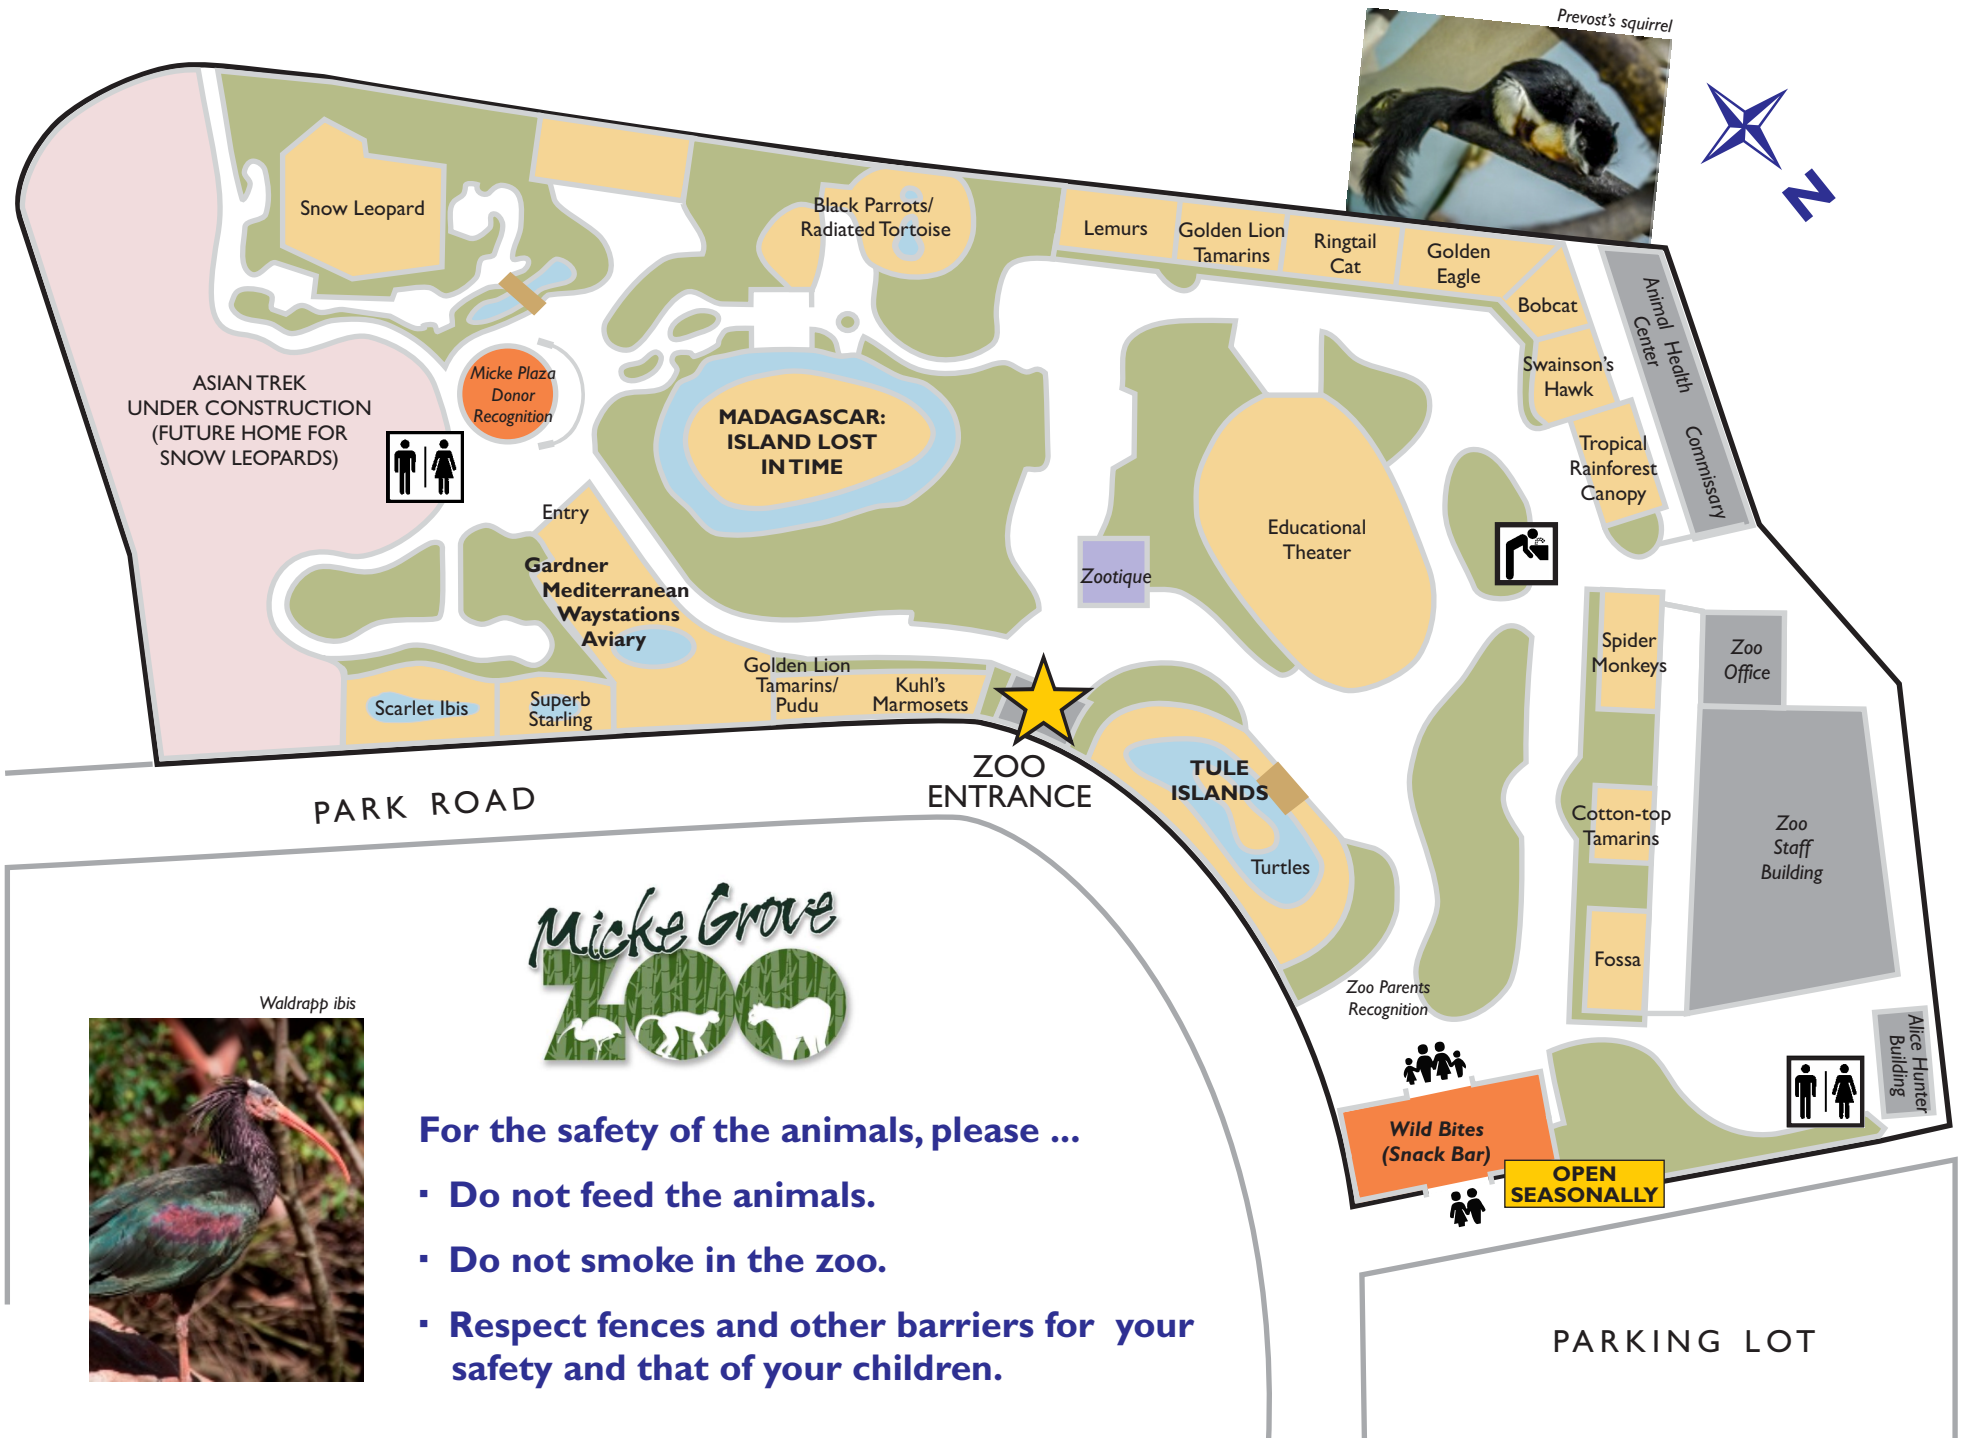 Prevost's squirrel
N
Snow Leopard
Black Parrots/
Radiated Tortoise
Lemurs
Golden Lion
Tamarins
Ringtail
Cat
Golden
Eagle
Bobcat
Swainson's
Hawk
Tropical
Rainforest
Canopy
Animal Health
Center
Commissary
ASIAN TREK
UNDER CONSTRUCTION
(FUTURE HOME FOR
SNOW LEOPARDS)
Micke Plaza
Donor
Recognition
MADAGASCAR:
ISLAND LOST
IN TIME
Entry
Gardner
Mediterranean
Waystations
Aviary
Educational
Theater
Zootique
Spider
Monkeys
Zoo
Office
Scarlet Ibis
Superb
Starling
Golden Lion
Tamarins/
Pudu
Kuhl's
Marmosets
ZOO
ENTRANCE
TULE
ISLANDS
Turtles
Cotton-top
Tamarins
Zoo
Staff
Building
Fossa
PARK ROAD
Zoo Parents
Recognition
Alice Hunter
Building
Wild Bites
(Snack Bar)
OPEN
SEASONALLY
PARKING LOT
Micke Grove
ZOO
Waldrapp ibis
For the safety of the animals, please ...
· Do not feed the animals.
· Do not smoke in the zoo.
· Respect fences and other barriers for your
safety and that of your children.